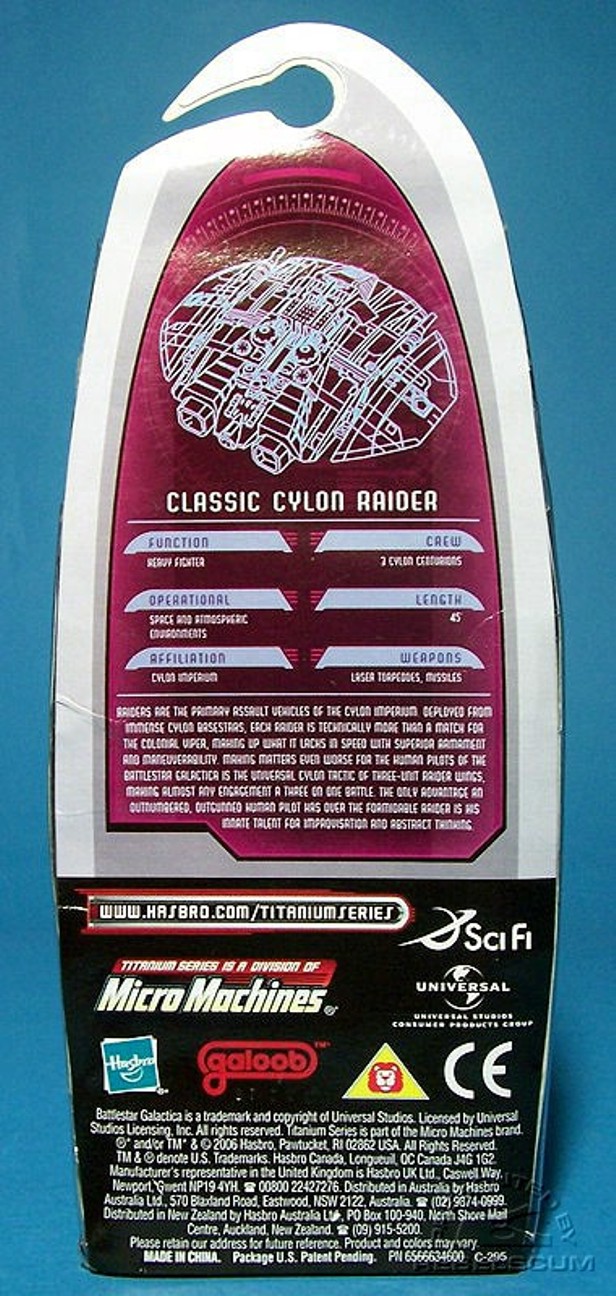 CLASSIC CYLON RAIDER
FUNCTION
HEAVY FIGHTER
CREW
3 CYLON CENTURIONS
OPERATIONAL
SPACE AND ATMOSPHERIC
ENVIRONMENTS
LENGTH
45'
AFFILIATION
CYLON IMPERIUM
WEAPONS
LASER TORPEDOES, MISSILES
RAIDERS ARE THE PRIMARY ASSAULT VEHICLES OF THE CYLON IMPERIUM. DEPLOYED FROM
IMMENSE CYLON BASESTARS, EACH RAIDER IS TECHNICALLY MORE THAN A MATCH FOR
THE COLONIAL VIPER, MAKING UP WHAT IT LACKS IN SPEED WITH SUPERIOR ARMAMENT
AND MANEUVERABILITY. MAKING MATTERS EVEN WORSE FOR THE HUMAN PILOTS OF THE
BATTLESTAR GALACTICA IS THE UNIVERSAL CYLON TACTIC OF THREE-UNIT RAIDER WINGS,
MAKING ALMOST ANY ENGAGEMENT A THREE ON ONE BATTLE. THE ONLY ADVANTAGE AN
OUTNUMBERED, OUTGUNNED HUMAN PILOT HAS OVER THE FORMIDABLE RAIDER IS HIS
INNATE TALENT FOR IMPROVISATION AND ABSTRACT THINKING.
WWW.HASBRO.COM/TITANIUMSERIES
SCI FI
TITANIUM SERIES IS A DIVISION OF
Micro Machines®
UNIVERSAL
UNIVERSAL STUDIOS
CONSUMER PRODUCTS GROUP
Hasbro ®
galoob ™
CE
Battlestar Galactica is a trademark and copyright of Universal Studios. Licensed by Universal
Studios Licensing, Inc. All rights reserved. Titanium Series is part of the Micro Machines brand.
®* and/or TM* & © 2006 Hasbro, Pawtucket, RI 02862 USA. All Rights Reserved.
TM & ® denote U.S. Trademarks. Hasbro Canada, Longueuil, QC Canada J4G 1G2.
Manufacturer's representative in the United Kingdom is Hasbro UK Ltd., Caswell Way,
Newport, Gwent NP19 4YH. ☎ 00800 22427276. Distributed in Australia by Hasbro
Australia Ltd., 570 Blaxland Road, Eastwood, NSW 2122, Australia. ☎ (02) 9874-0999.
Distributed in New Zealand by Hasbro Australia Ltd., PO Box 100-940, North Shore Mail
Centre, Auckland, New Zealand. ☎ (09) 915-5200.
Please retain our address for future reference. Product and colors may vary.
MADE IN CHINA. Package U.S. Patent Pending. PN 6566634600 C-295
REBELSCUM